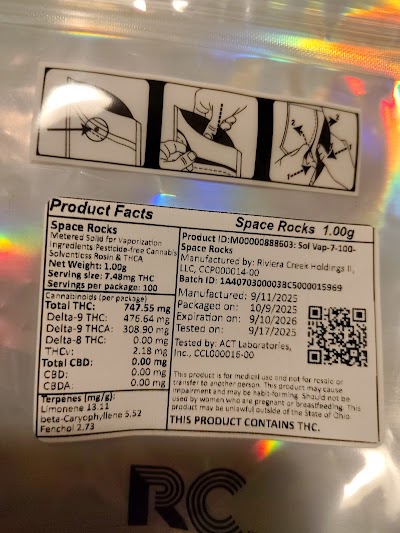 Product Facts
Space Rocks 1.00g
Space Rocks
Metered Solid for Vaporization
Ingredients Pesticide-free Cannabis
Solventless Rosin & THCA
Net Weight: 1.00g
Serving size: 7.48mg THC
Servings per package: 100
Cannabinoids (per package)
Total THC: 747.55 mg
Delta-9 THC: 476.64 mg
Delta-9 THCA: 308.90 mg
Delta-8 THC: 0.00 mg
THCv: 2.18 mg
Total CBD: 0.00 mg
CBD: 0.00 mg
CBDA: 0.00 mg
Terpenes (mg/g):
Limonene 13.11
beta-Caryophyllene 5.52
Fenchol 2.73
Product ID:M00000888603: Sol Vap-7-100-
Space Rocks
Manufactured by: Riviera Creek Holdings II,
LLC, CCP000014-00
Batch ID: 1A40703000038C5000015969
Manufactured: 9/11/2025
Packaged on: 10/9/2025
Expiration on: 9/10/2026
Tested on: 9/17/2025
Tested by: ACT Laboratories,
Inc., CCL000016-00
This product is for medical use and not for resale or
transfer to another person. This product may cause
impairment and may be habit-forming. Should not be
used by women who are pregnant or breastfeeding. This
product may be unlawful outside of the State of Ohio.
THIS PRODUCT CONTAINS THC.
RC